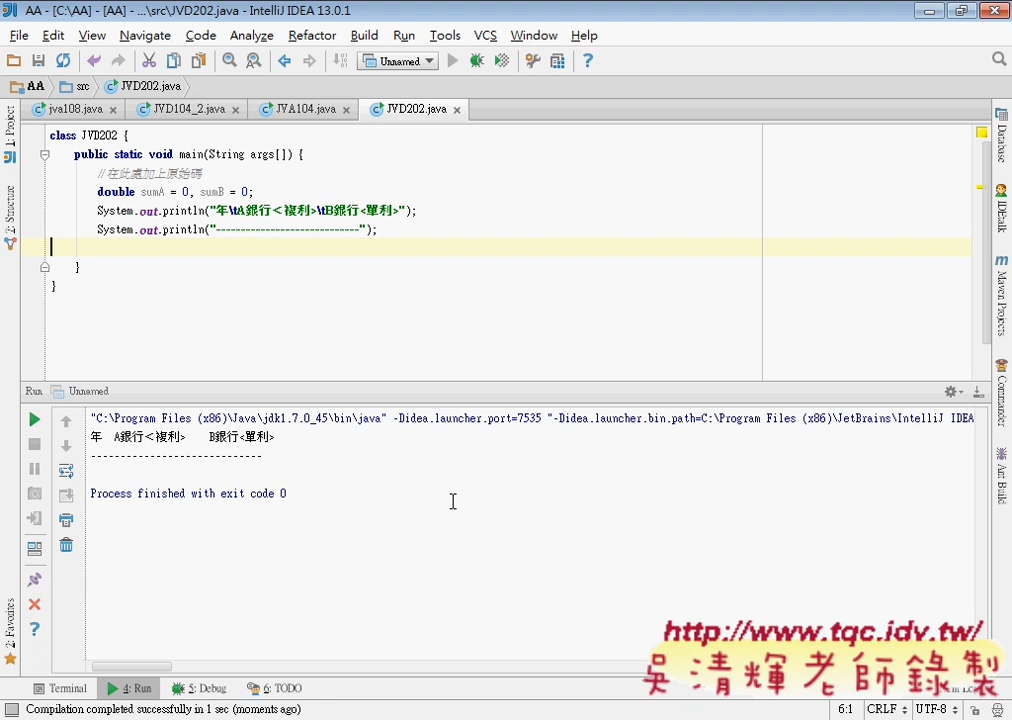 AA - [C:\AA] - [AA] - ...\src\JVD202.java - IntelliJ IDEA 13.0.1
File Edit View Navigate Code Analyze Refactor Build Run Tools VCS Window Help
Unnamed
AA src JVD202.java
jva108.java JVD104_2.java JVA104.java JVD202.java
1: Project
2: Structure
2: Favorites
class JVD202 {
public static void main(String args[]) {
//在此處加上原始碼
double sumA = 0, sumB = 0;
System.out.println("年\tA銀行＜複利>\tB銀行<單利>");
System.out.println("----------------------------");
}
}
Database
IDEtalk
Maven Projects
Commander
Ant Build
Run Unnamed
"C:\Program Files (x86)\Java\jdk1.7.0_45\bin\java" -Didea.launcher.port=7535 "-Didea.launcher.bin.path=C:\Program Files (x86)\JetBrains\IntelliJ IDEA
年 A銀行＜複利> B銀行<單利>
----------------------------
Process finished with exit code 0
http://www.tqc.idv.tw/
吳清輝老師錄製
Terminal 4: Run 5: Debug 6: TODO
Compilation completed successfully in 1 sec (moments ago) 6:1 CRLF UTF-8